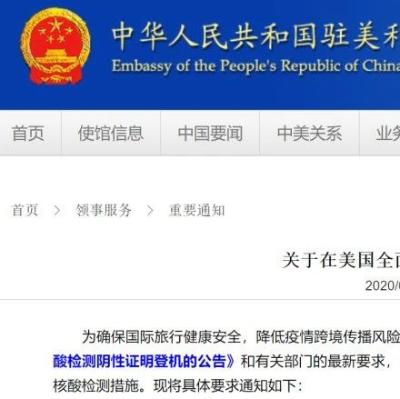 中华人民共和国驻美利
Embassy of the People's Republic of China
首页 使馆信息 中国要闻 中美关系 业务
首页 > 领事服务 > 重要通知
关于在美国全面
2020/
为确保国际旅行健康安全,降低疫情跨境传播风险
酸检测阴性证明登机的公告》和有关部门的最新要求,
核酸检测措施。现将具体要求通知如下: